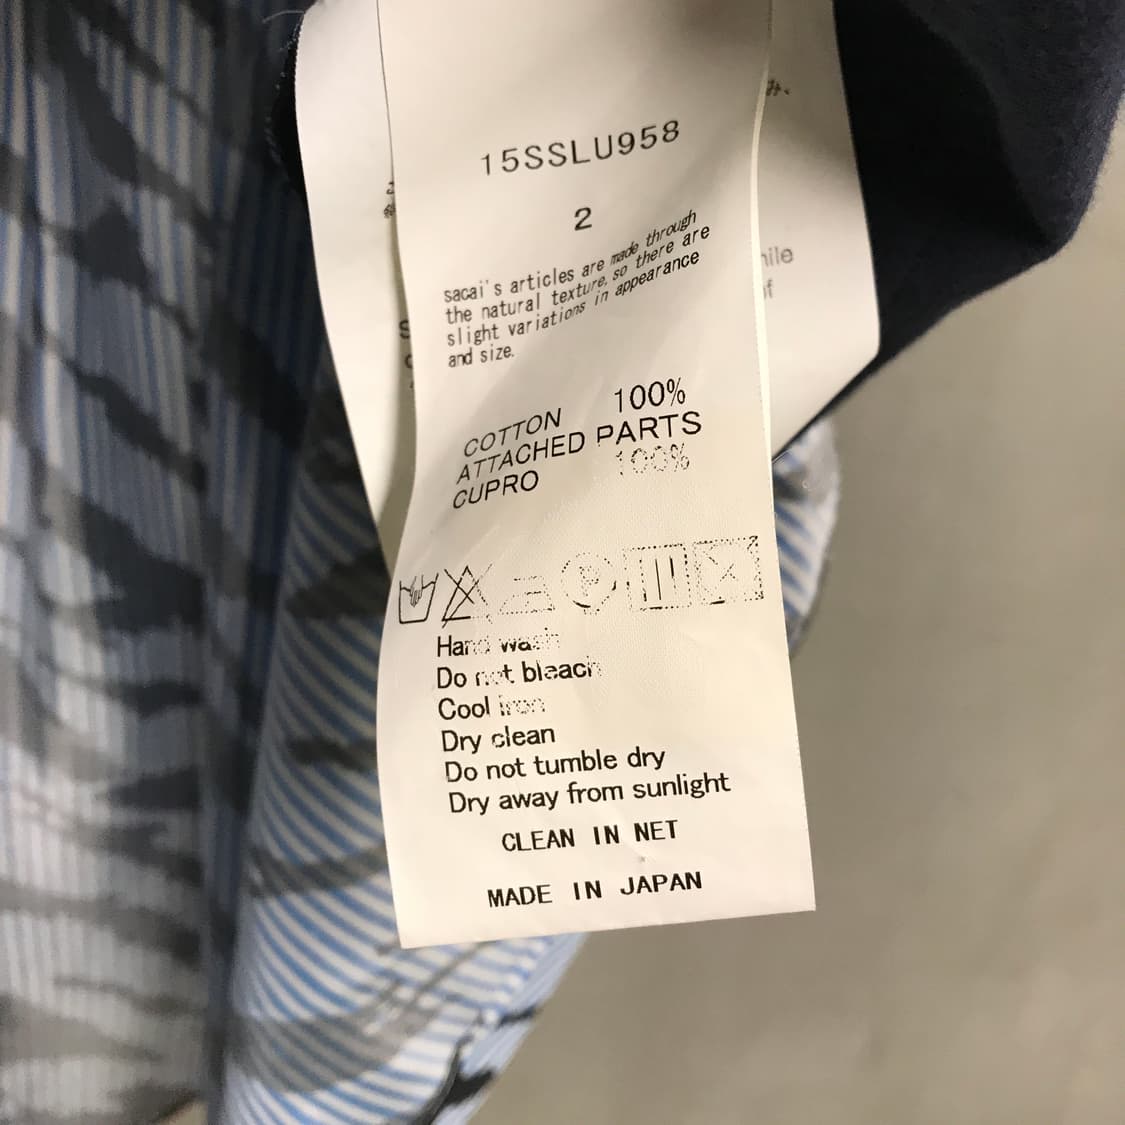 15SSLU958
2
sacai's articles are made through
the natural texture, so there are
slight variations in appearance
and size.
COTTON 100%
ATTACHED PARTS
CUPRO 100%
Hand wash
Do not bleach
Cool iron
Dry clean
Do not tumble dry
Dry away from sunlight
CLEAN IN NET
MADE IN JAPAN